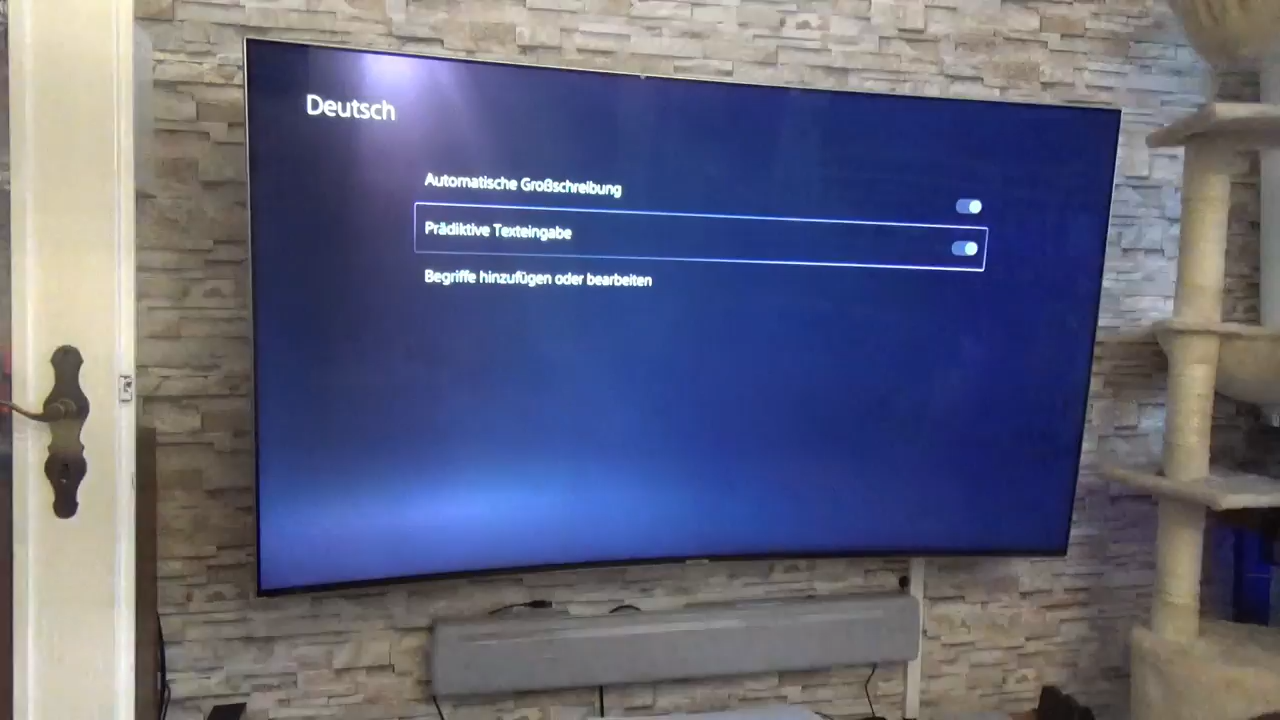 Deutsch
Automatische Großschreibung
Prädiktive Texteingabe
Begriffe hinzufügen oder bearbeiten